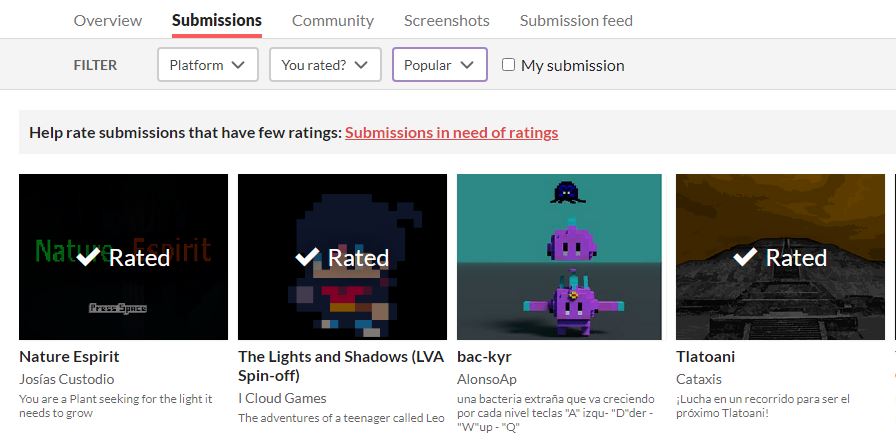 Overview Submissions Community Screenshots Submission feed
FILTER Platform You rated? Popular My submission
Help rate submissions that have few ratings: Submissions in need of ratings
Nature Espirit
Rated
Press Space
Rated
Rated
Nature Espirit
Josías Custodio
You are a Plant seeking for the light it
needs to grow
The Lights and Shadows (LVA
Spin-off)
I Cloud Games
The adventures of a teenager called Leo
bac-kyr
AlonsoAp
una bacteria extraña que va creciendo
por cada nivel teclas "A" izqu- "D"der -
"W"up - "Q"
Tlatoani
Cataxis
¡Lucha en un recorrido para ser el
próximo Tlatoani!